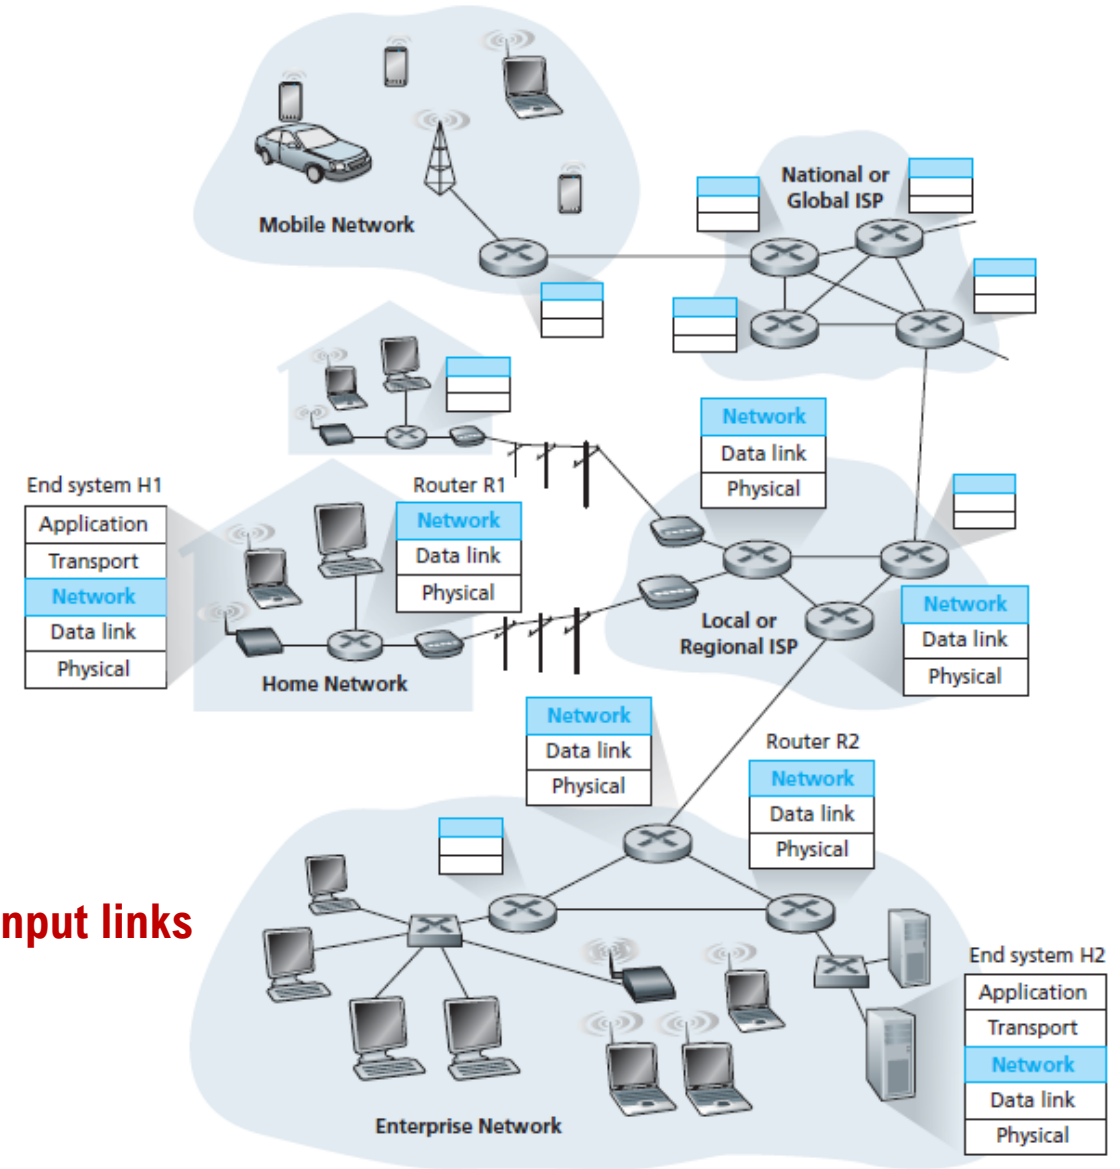 National or
Global ISP
Mobile Network
Network
Data link
Physical
End system H1
Application
Transport
Network
Data link
Physical
Router R1
Network
Data link
Physical
Local or
Regional ISP
Network
Data link
Physical
Home Network
Network
Data link
Physical
Router R2
Network
Data link
Physical
nput links
End system H2
Application
Transport
Network
Data link
Physical
Enterprise Network